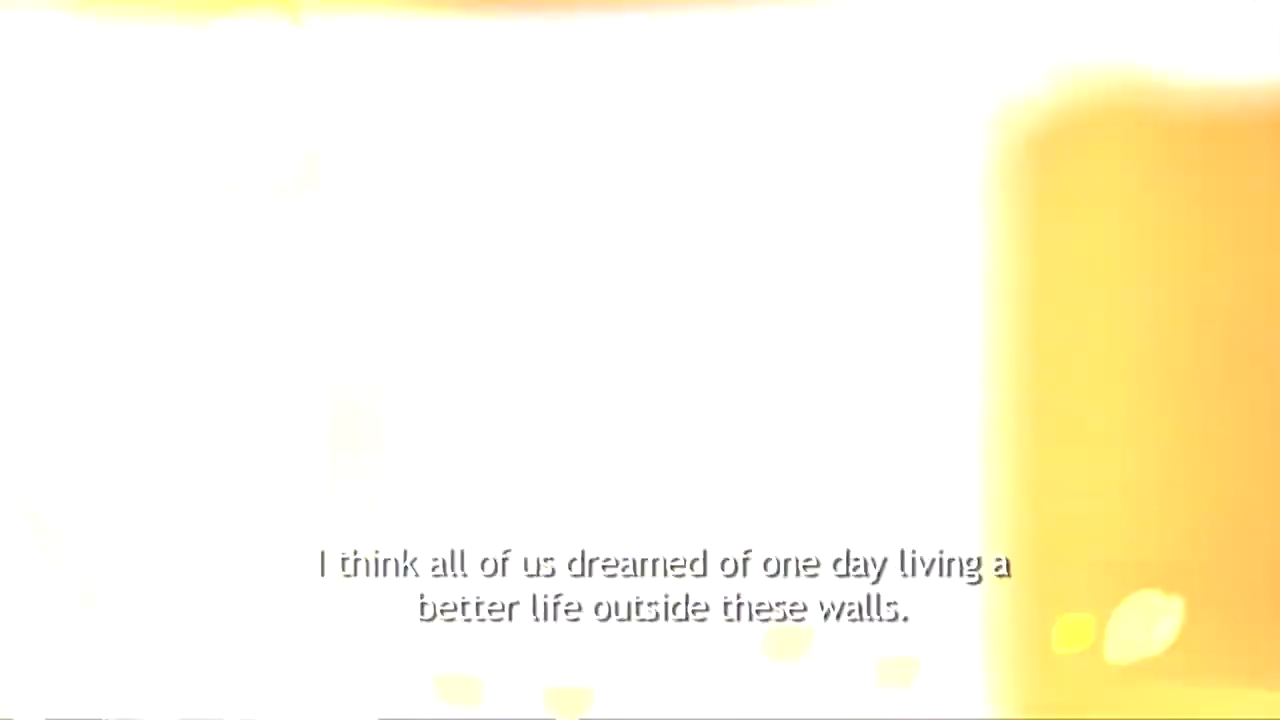 I think all of us dreamed of one day living a
better life outside these walls.